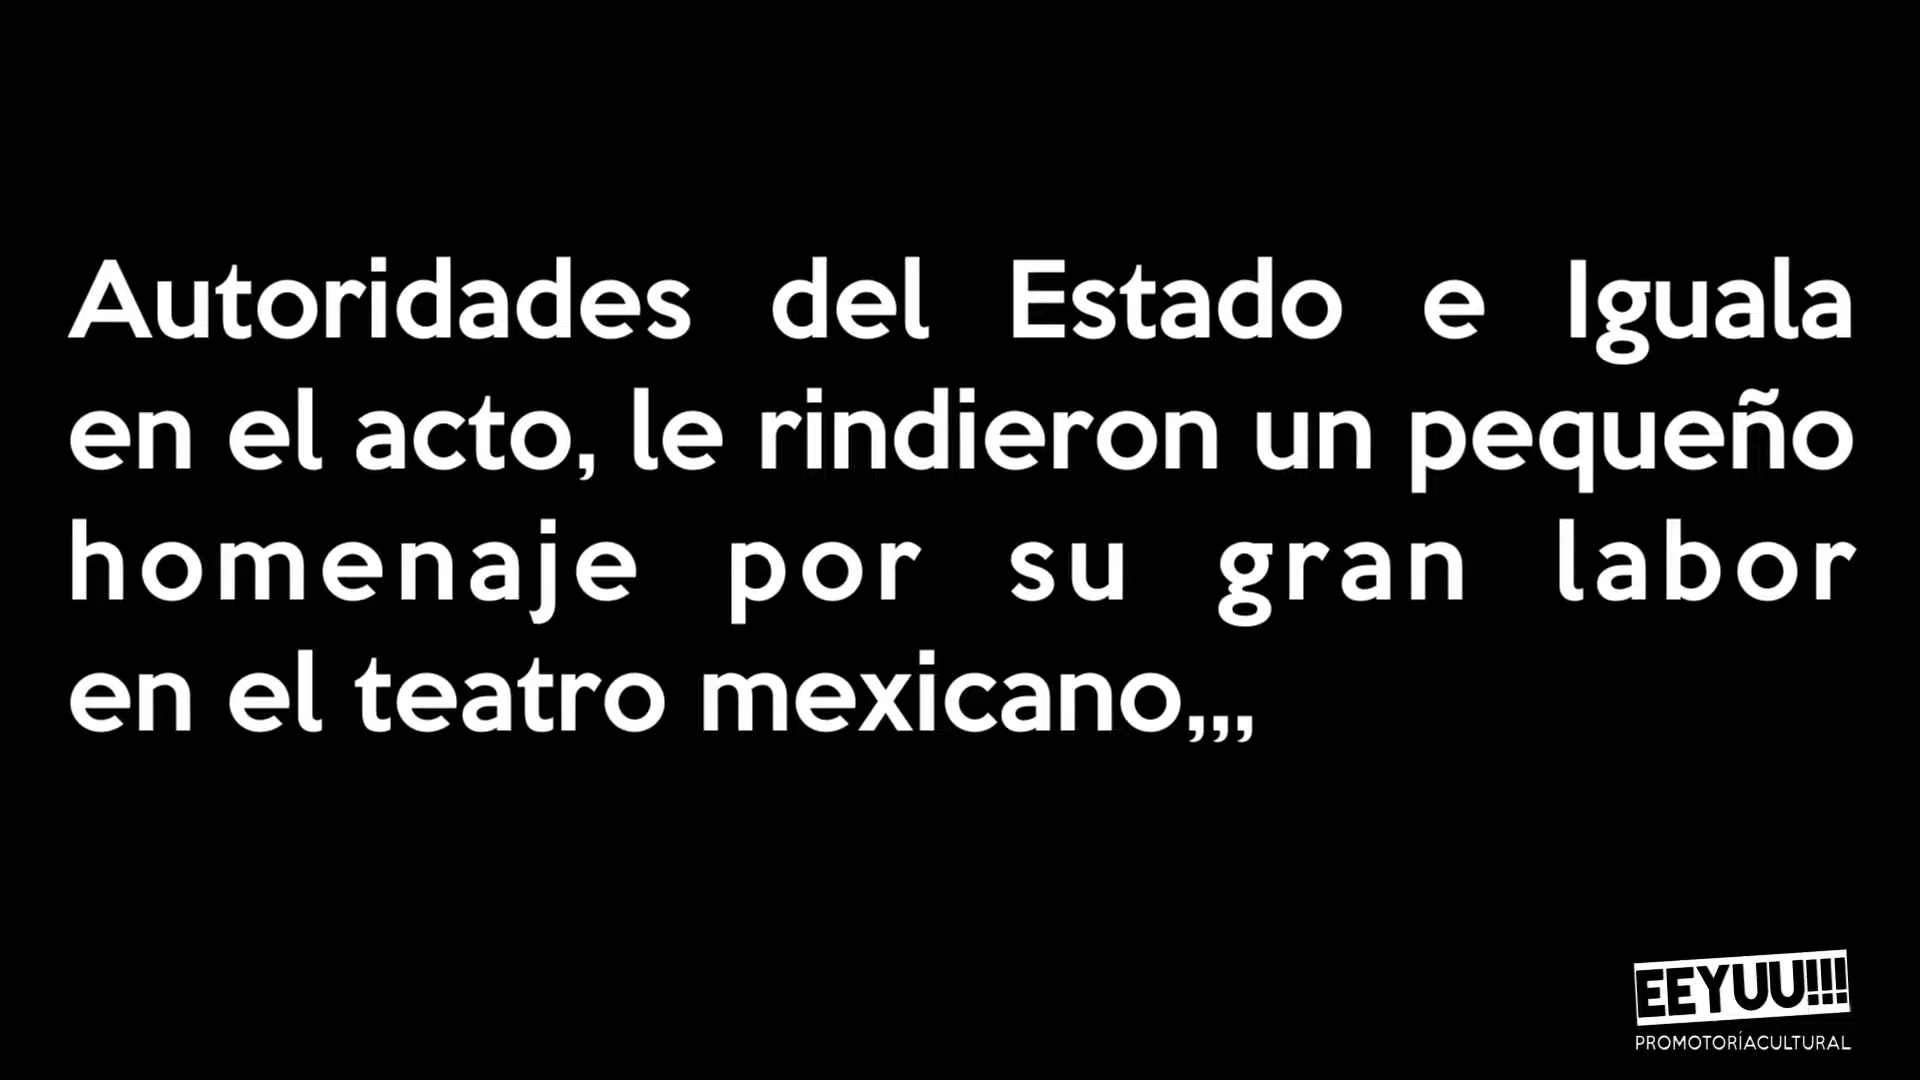 Autoridades del Estado e Iguala
en el acto, le rindieron un pequeño
homenaje por su gran labor
en el teatro mexicano,,,
EEYUU!!!
PROMOTORÍACULTURAL